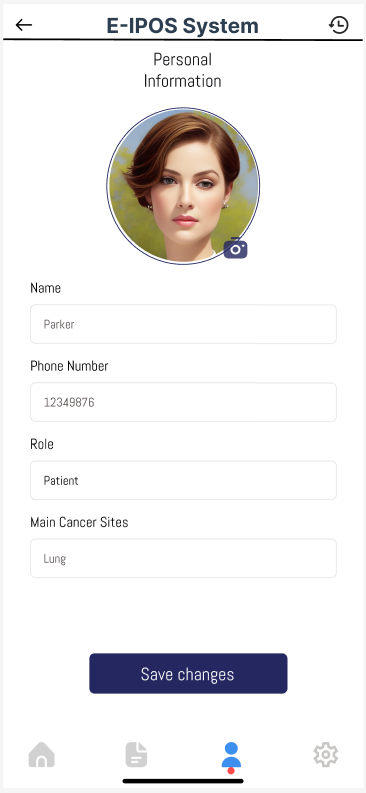 E-IPOS System
Personal
Information
Name
Parker
Phone Number
12349876
Role
Patient
Main Cancer Sites
Lung
Save changes